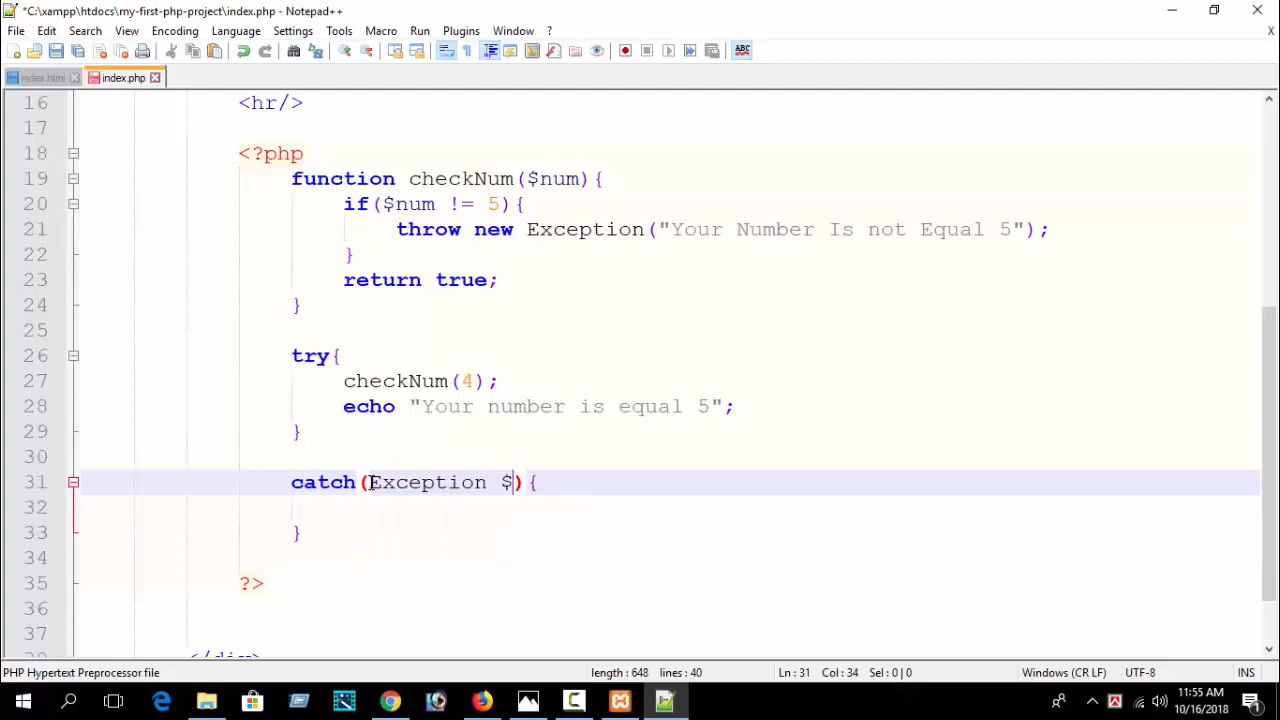 *C:\xampp\htdocs\my-first-php-project\index.php - Notepad++
File Edit Search View Encoding Language Settings Tools Macro Run Plugins Window ?
X
index.html index.php
16 <hr/>
17
18 <?php
19 function checkNum($num){
20 if($num != 5){
21 throw new Exception("Your Number Is not Equal 5");
22 }
23 return true;
24 }
25
26 try{
27 checkNum(4);
28 echo "Your number is equal 5";
29 }
30
31 catch(Exception $){
32
33 }
34
35 ?>
36
37
</div>
PHP Hypertext Preprocessor file length : 648 lines : 40 Ln : 31 Col : 34 Sel : 0 | 0 Windows (CR LF) UTF-8 INS
11:55 AM
10/16/2018